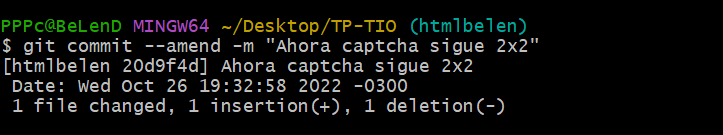 PPPc@BeLenD MINGW64 ~/Desktop/TP-TIO (htmlbelen)
$ git commit --amend -m "Ahora captcha sigue 2x2"
[htmlbelen 20d9f4d] Ahora captcha sigue 2x2
 Date: Wed Oct 26 19:32:58 2022 -0300
 1 file changed, 1 insertion(+), 1 deletion(-)